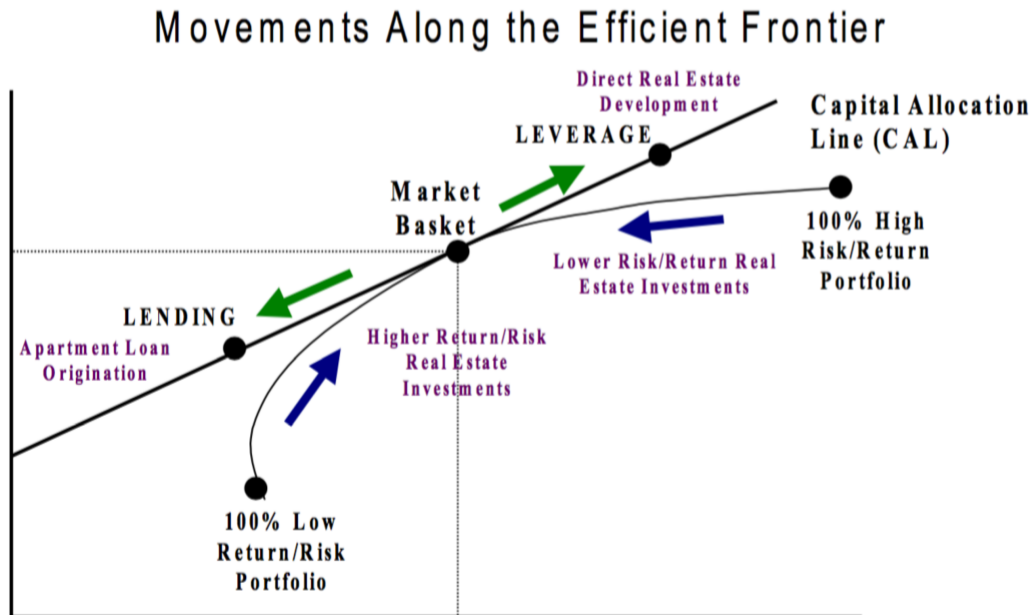 Movements Along the Efficient Frontier
Direct Real Estate
Development
LEVERAGE
Capital Allocation
Line (CAL)
Market
Basket
100% High
Risk/Return
Portfolio
Lower Risk/Return Real
Estate Investments
LENDING
Apartment Loan
Origination
Higher Return/Risk
Real Estate
Investments
100% Low
Return/Risk
Portfolio